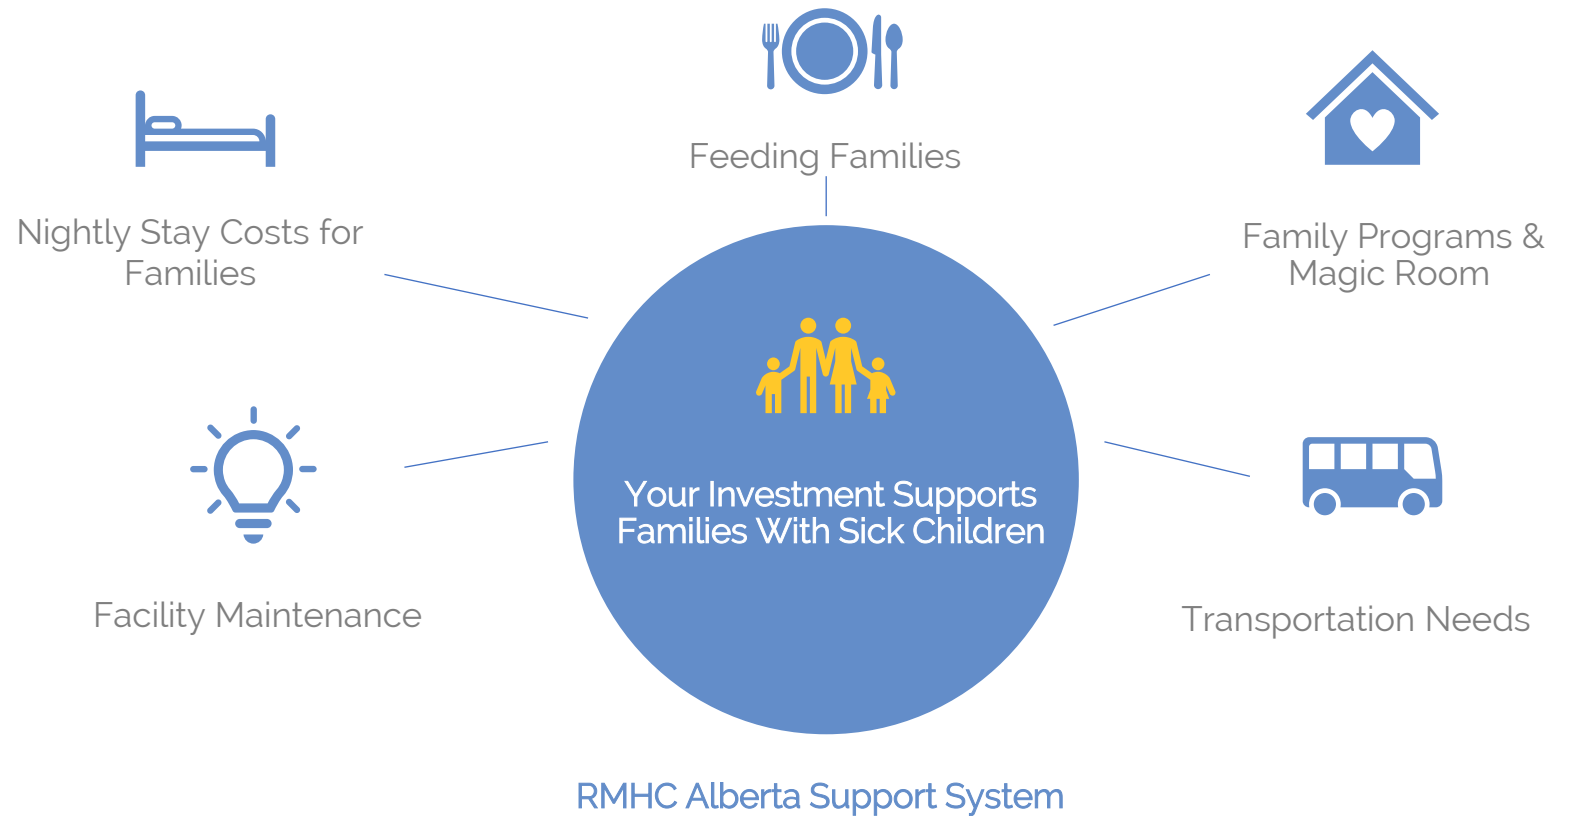 Feeding Families
Nightly Stay Costs for
Families
Family Programs &
Magic Room
Your Investment Supports
Families With Sick Children
Facility Maintenance
Transportation Needs
RMHC Alberta Support System